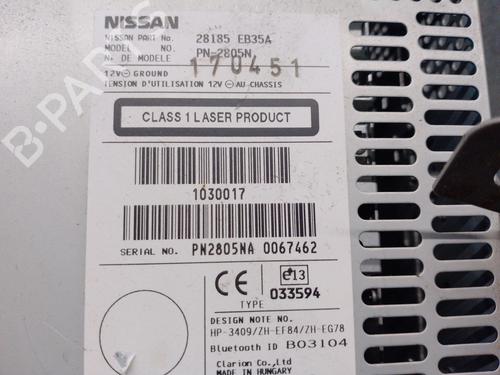 NISSAN
NISSAN PART No. 28185 EB35A
MODEL NO. PN-2805N
N. DE MODELE
170451
12V ⊖ GROUND
TENSION D'UTILISATION 12V ⊖ AU CHASSIS
CLASS 1 LASER PRODUCT
1030017
SERIAL NO. PN2805NA 0067462
CE e13
TYPE 033594
DESIGN NOTE NO.
HP-3409/ZH-EF84/ZH-EG78
Bluetooth ID B03104
Clarion Co.,Ltd
MADE IN HUNGARY
B-Parts